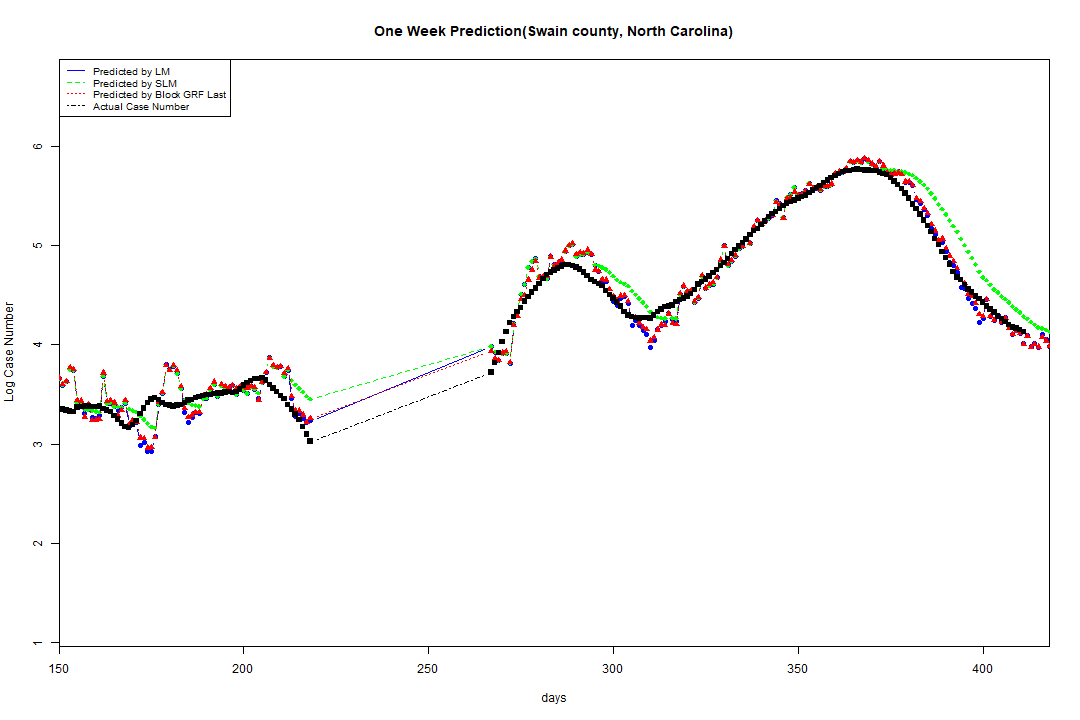 One Week Prediction(Swain county, North Carolina)
Predicted by LM
Predicted by SLM
Predicted by Block GRF Last
Actual Case Number
6
5
4
3
2
1
Log Case Number
150 200 250 300 350 400
days